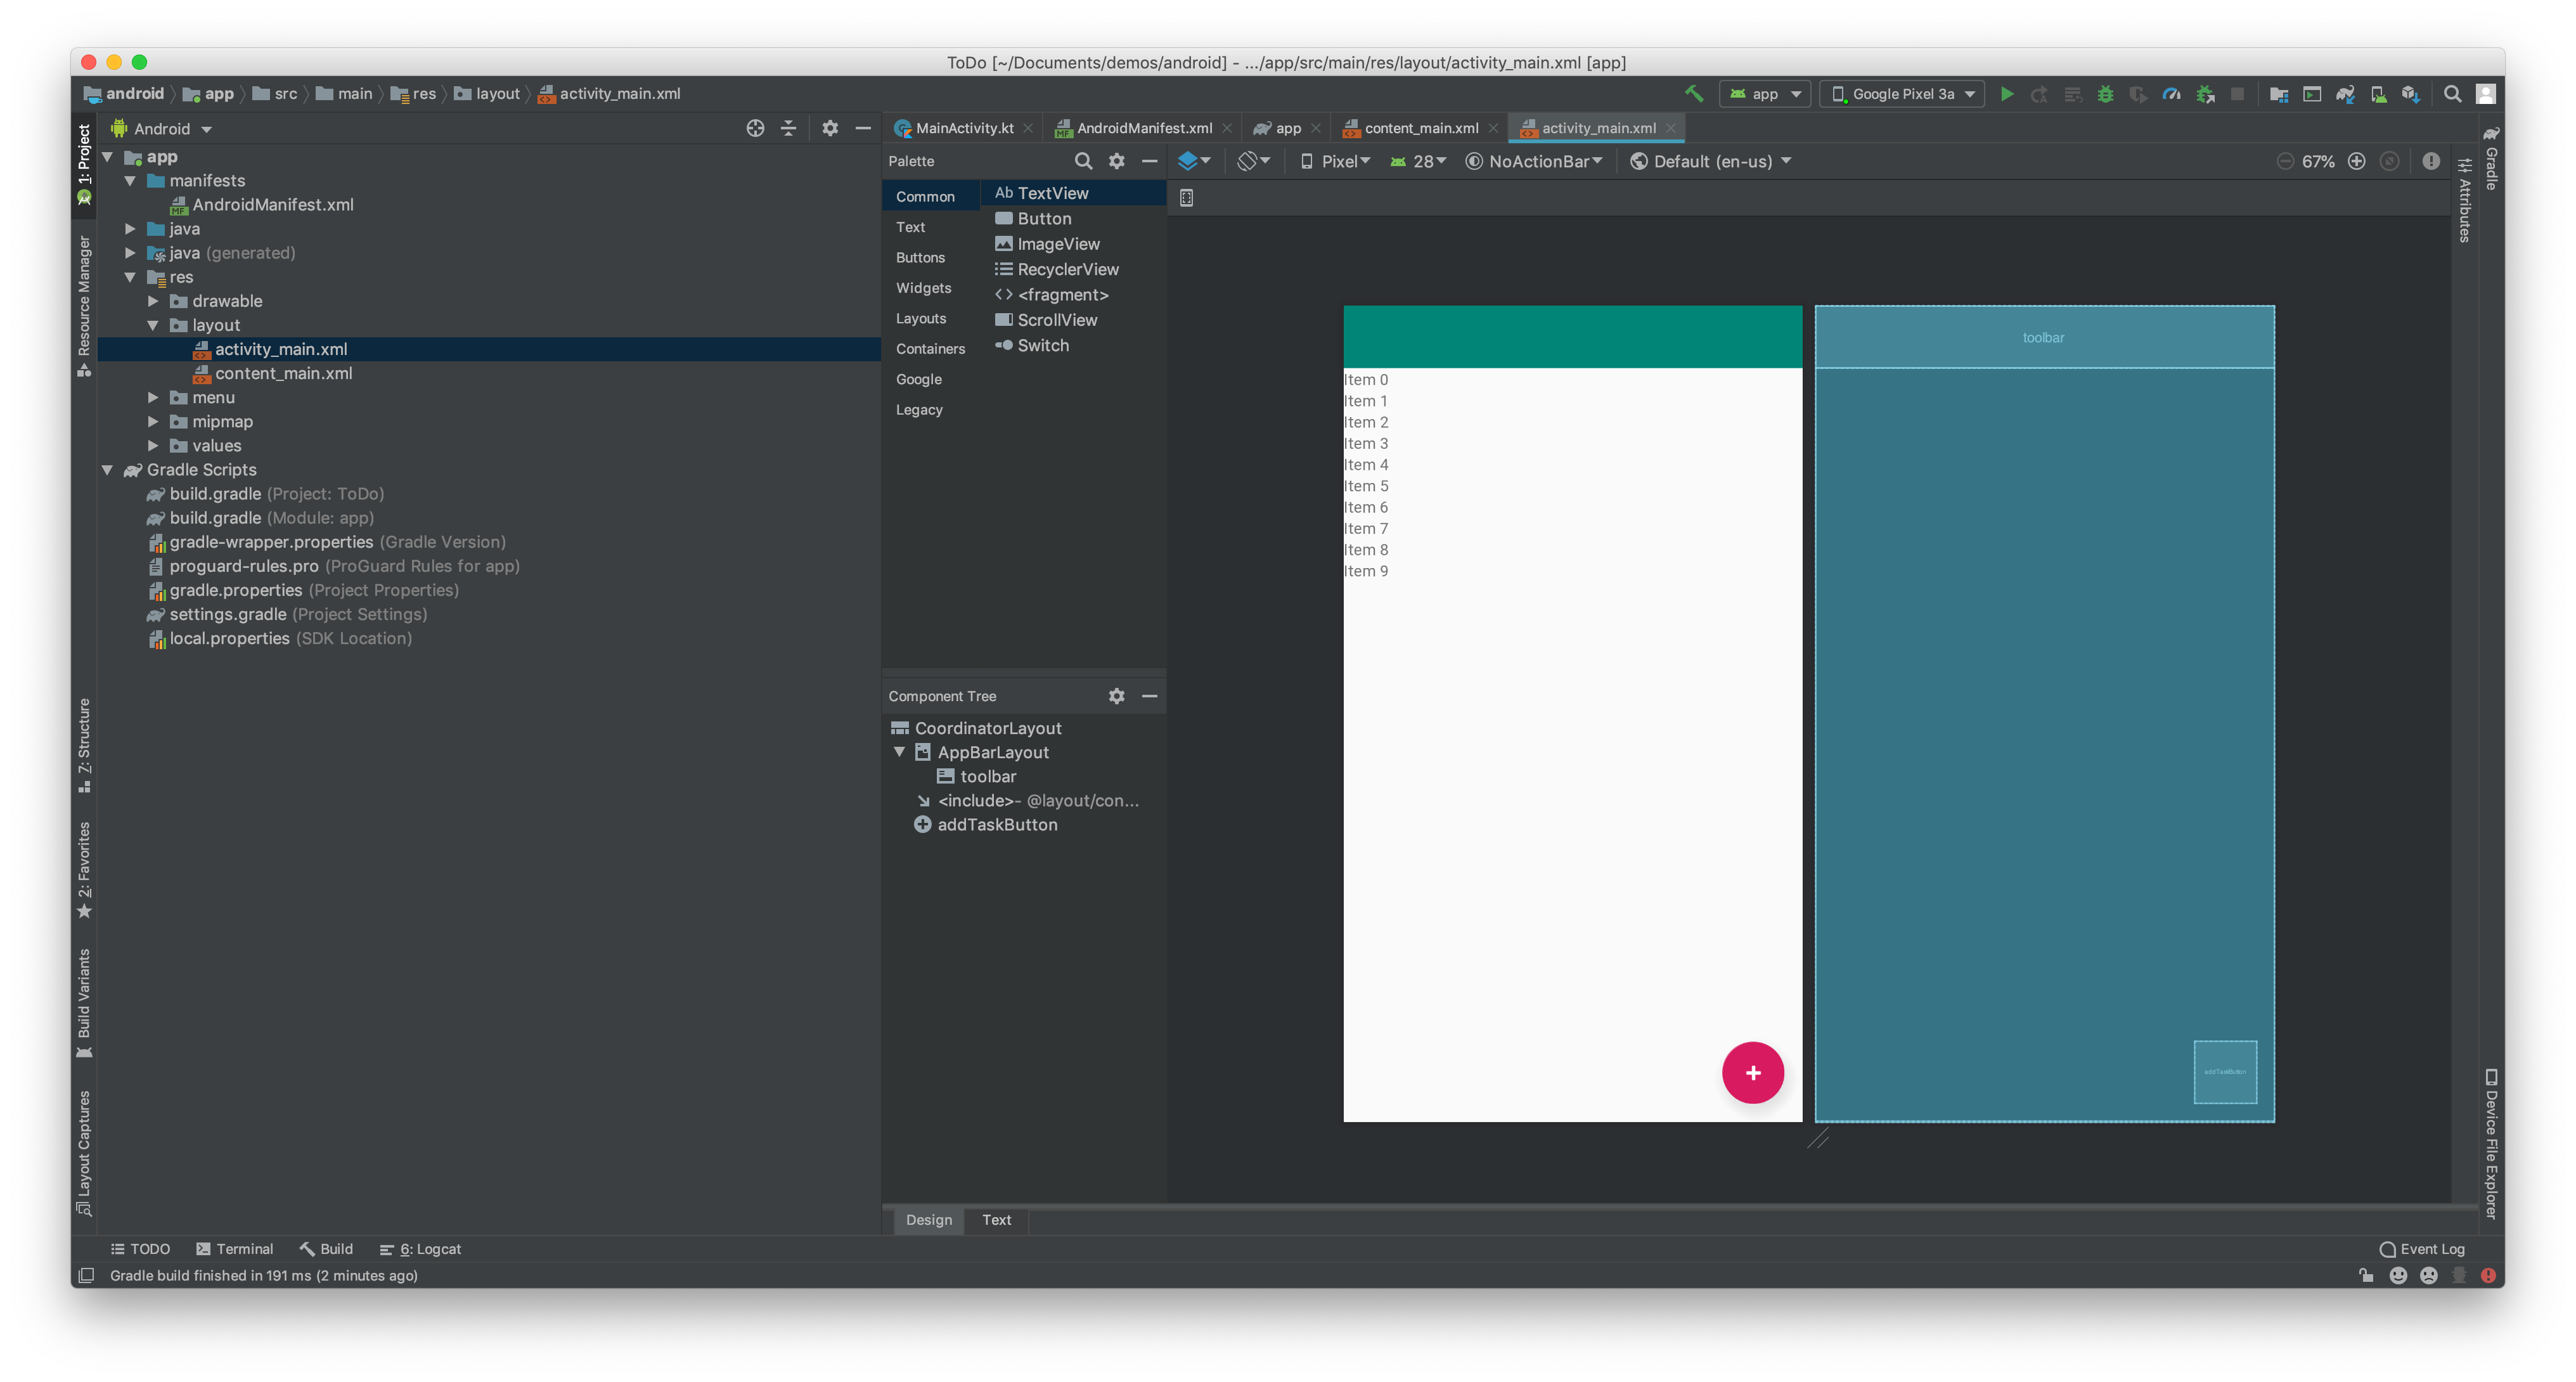 ToDo [~/Documents/demos/android] - .../app/src/main/res/layout/activity_main.xml [app]
android app src main res layout activity_main.xml
app Google Pixel 3a
1: Project
Resource Manager
7: Structure
2: Favorites
Build Variants
Layout Captures
Android
app
manifests
MF AndroidManifest.xml
java
java (generated)
res
drawable
layout
activity_main.xml
content_main.xml
menu
mipmap
values
Gradle Scripts
build.gradle (Project: ToDo)
build.gradle (Module: app)
gradle-wrapper.properties (Gradle Version)
proguard-rules.pro (ProGuard Rules for app)
gradle.properties (Project Properties)
settings.gradle (Project Settings)
local.properties (SDK Location)
MainActivity.kt MF AndroidManifest.xml app content_main.xml activity_main.xml
Palette
Common
Text
Buttons
Widgets
Layouts
Containers
Google
Legacy
Ab TextView
Button
ImageView
RecyclerView
<> <fragment>
ScrollView
Switch
Component Tree
CoordinatorLayout
AppBarLayout
toolbar
<include>- @layout/con...
addTaskButton
Pixel 28 NoActionBar Default (en-us) 67%
Item 0
Item 1
Item 2
Item 3
Item 4
Item 5
Item 6
Item 7
Item 8
Item 9
toolbar
addTaskButton
Gradle
Attributes
Device File Explorer
Design Text
TODO Terminal Build 6: Logcat Event Log
Gradle build finished in 191 ms (2 minutes ago)